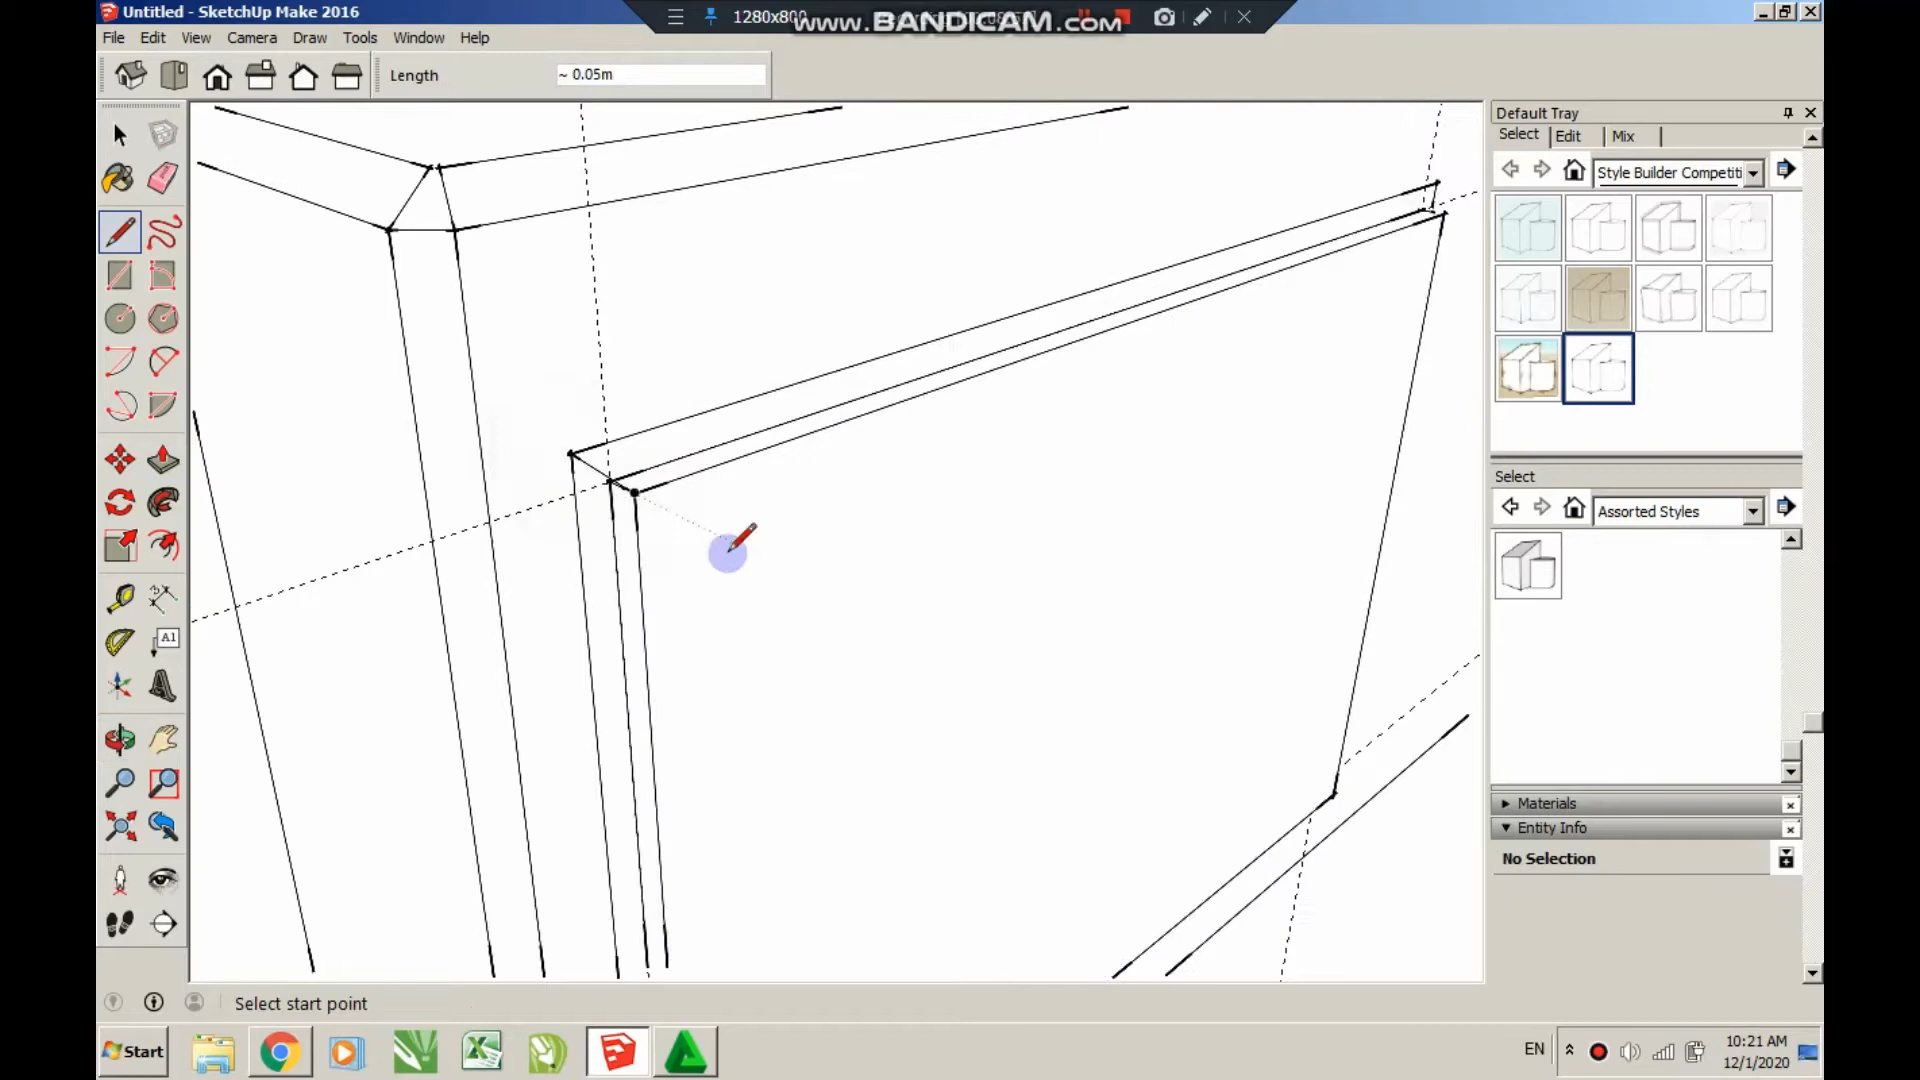 Untitled - SketchUp Make 2016
1280x800
www.BANDICAM.com
File Edit View Camera Draw Tools Window Help
Length ~ 0.05m
Default Tray
Select Edit Mix
Style Builder Competiti
A1
Select
Assorted Styles
Materials
Entity Info
No Selection
Select start point
Start
EN
10:21 AM
12/1/2020